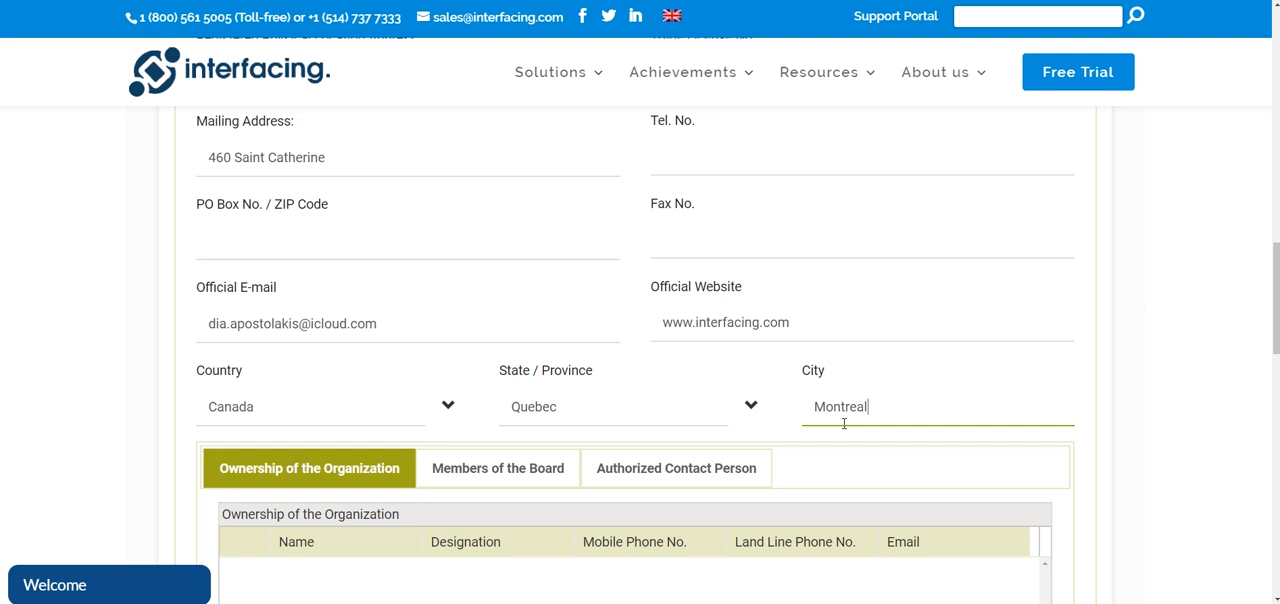 1 (800) 561 5005 (Toll-free) or +1 (514) 737 7333 sales@interfacing.com Support Portal
interfacing. Solutions Achievements Resources About us Free Trial
Mailing Address: Tel. No.
460 Saint Catherine
PO Box No. / ZIP Code Fax No.
Official E-mail Official Website
dia.apostolakis@icloud.com www.interfacing.com
Country State / Province City
Canada Quebec Montreal
Ownership of the Organization Members of the Board Authorized Contact Person
Ownership of the Organization
Name Designation Mobile Phone No. Land Line Phone No. Email
Welcome